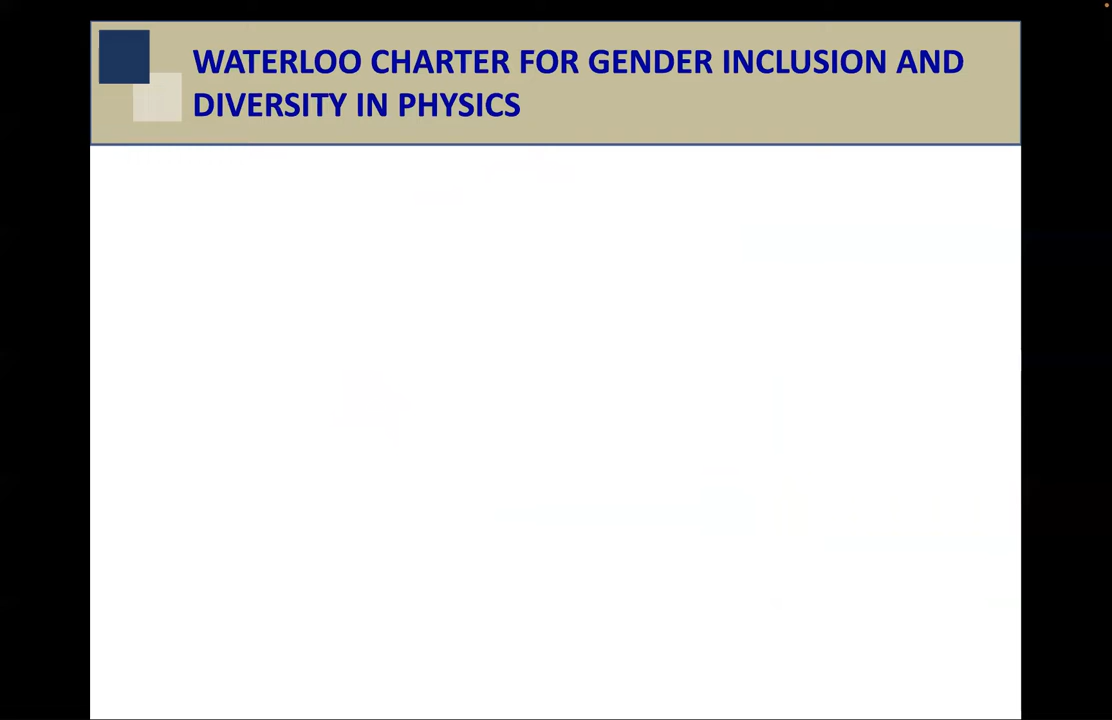 WATERLOO CHARTER FOR GENDER INCLUSION AND
DIVERSITY IN PHYSICS